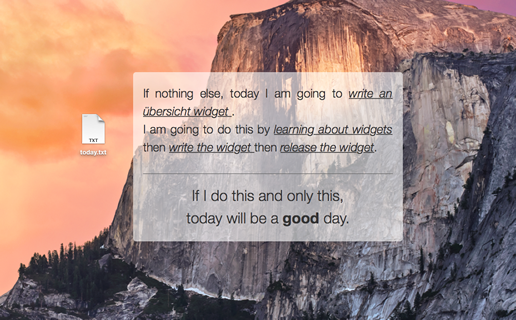 If nothing else, today I am going to write an
übersicht widget .
I am going to do this by learning about widgets
then write the widget then release the widget.
If I do this and only this,
today will be a good day.
TXT
today.txt